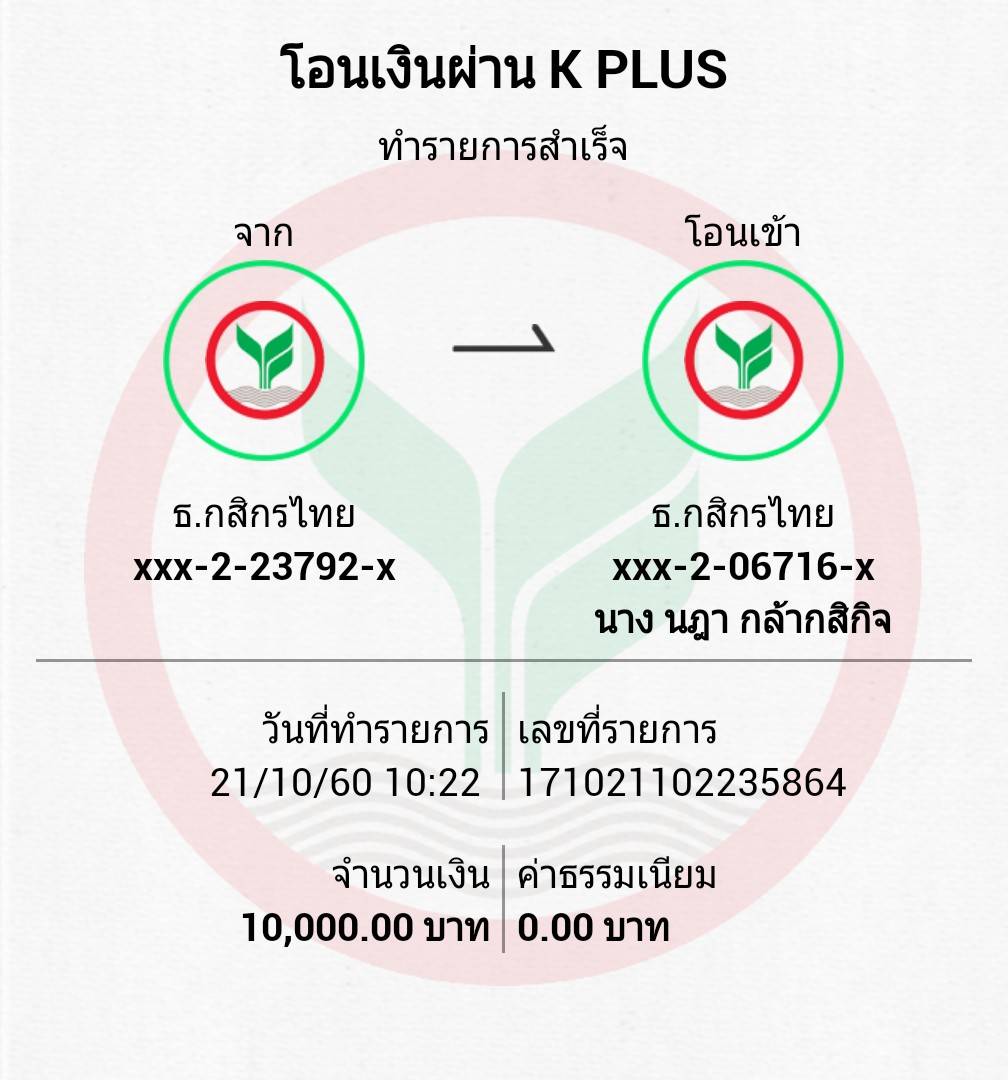 โอนเงินผ่าน K PLUS
ทำรายการสำเร็จ
จาก
โอนเข้า
ธ.กสิกรไทย
xxx-2-23792-x
ธ.กสิกรไทย
xxx-2-06716-x
นาง นฎา กล้ากสิกิจ
วันที่ทำรายการ
21/10/60 10:22
เลขที่รายการ
171021102235864
จำนวนเงิน
10,000.00 บาท
ค่าธรรมเนียม
0.00 บาท